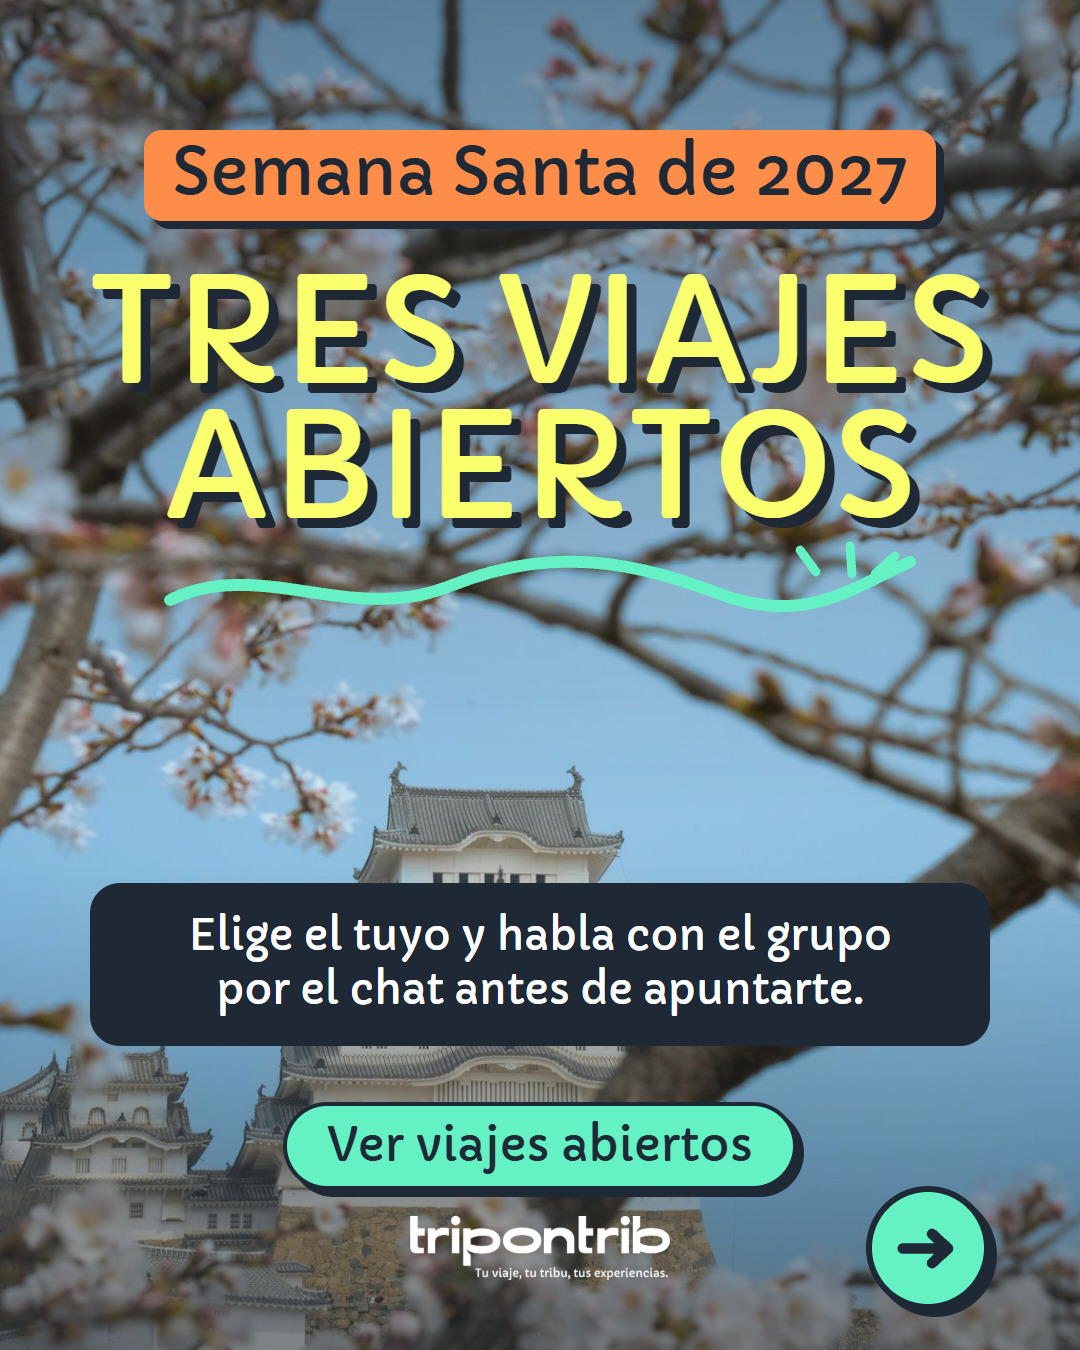 Semana Santa de 2027
TRES VIAJES
ABIERTOS
Elige el tuyo y habla con el grupo
por el chat antes de apuntarte.
Ver viajes abiertos
tripontrib
Tu viaje, tu tribu, tus experiencias.